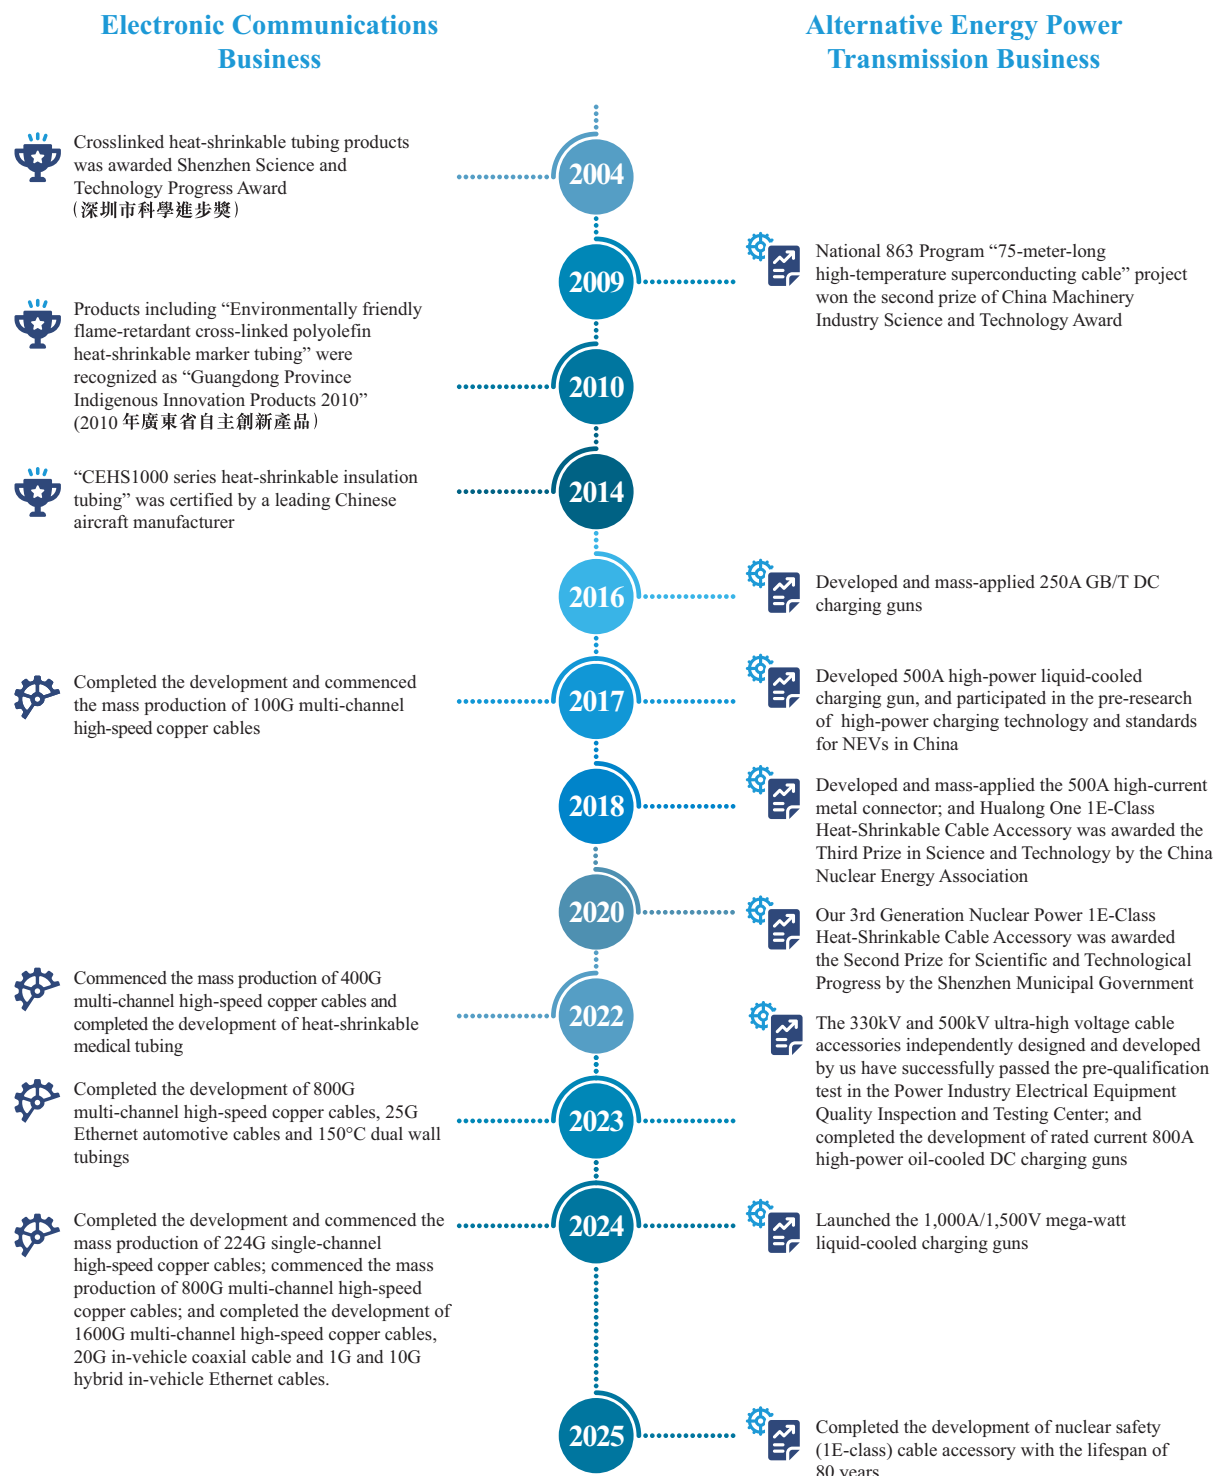 Electronic Communications
Business
Alternative Energy Power
Transmission Business
2004
Crosslinked heat-shrinkable tubing products
was awarded Shenzhen Science and
Technology Progress Award
(深圳市科學進步獎)
2009
National 863 Program “75-meter-long
high-temperature superconducting cable” project
won the second prize of China Machinery
Industry Science and Technology Award
2010
Products including “Environmentally friendly
flame-retardant cross-linked polyolefin
heat-shrinkable marker tubing” were
recognized as “Guangdong Province
Indigenous Innovation Products 2010”
(2010 年廣東省自主創新產品)
2014
“CEHS1000 series heat-shrinkable insulation
tubing” was certified by a leading Chinese
aircraft manufacturer
2016
Developed and mass-applied 250A GB/T DC
charging guns
2017
Completed the development and commenced
the mass production of 100G multi-channel
high-speed copper cables
Developed 500A high-power liquid-cooled
charging gun, and participated in the pre-research
of high-power charging technology and standards
for NEVs in China
2018
Developed and mass-applied the 500A high-current
metal connector; and Hualong One 1E-Class
Heat-Shrinkable Cable Accessory was awarded the
Third Prize in Science and Technology by the China
Nuclear Energy Association
2020
Our 3rd Generation Nuclear Power 1E-Class
Heat-Shrinkable Cable Accessory was awarded
the Second Prize for Scientific and Technological
Progress by the Shenzhen Municipal Government
2022
Commenced the mass production of 400G
multi-channel high-speed copper cables and
completed the development of heat-shrinkable
medical tubing
2023
Completed the development of 800G
multi-channel high-speed copper cables, 25G
Ethernet automotive cables and 150°C dual wall
tubings
The 330kV and 500kV ultra-high voltage cable
accessories independently designed and developed
by us have successfully passed the pre-qualification
test in the Power Industry Electrical Equipment
Quality Inspection and Testing Center; and
completed the development of rated current 800A
high-power oil-cooled DC charging guns
2024
Completed the development and commenced the
mass production of 224G single-channel
high-speed copper cables; commenced the mass
production of 800G multi-channel high-speed
copper cables; and completed the development of
1600G multi-channel high-speed copper cables,
20G in-vehicle coaxial cable and 1G and 10G
hybrid in-vehicle Ethernet cables.
Launched the 1,000A/1,500V mega-watt
liquid-cooled charging guns
2025
Completed the development of nuclear safety
(1E-class) cable accessory with the lifespan of
80 years